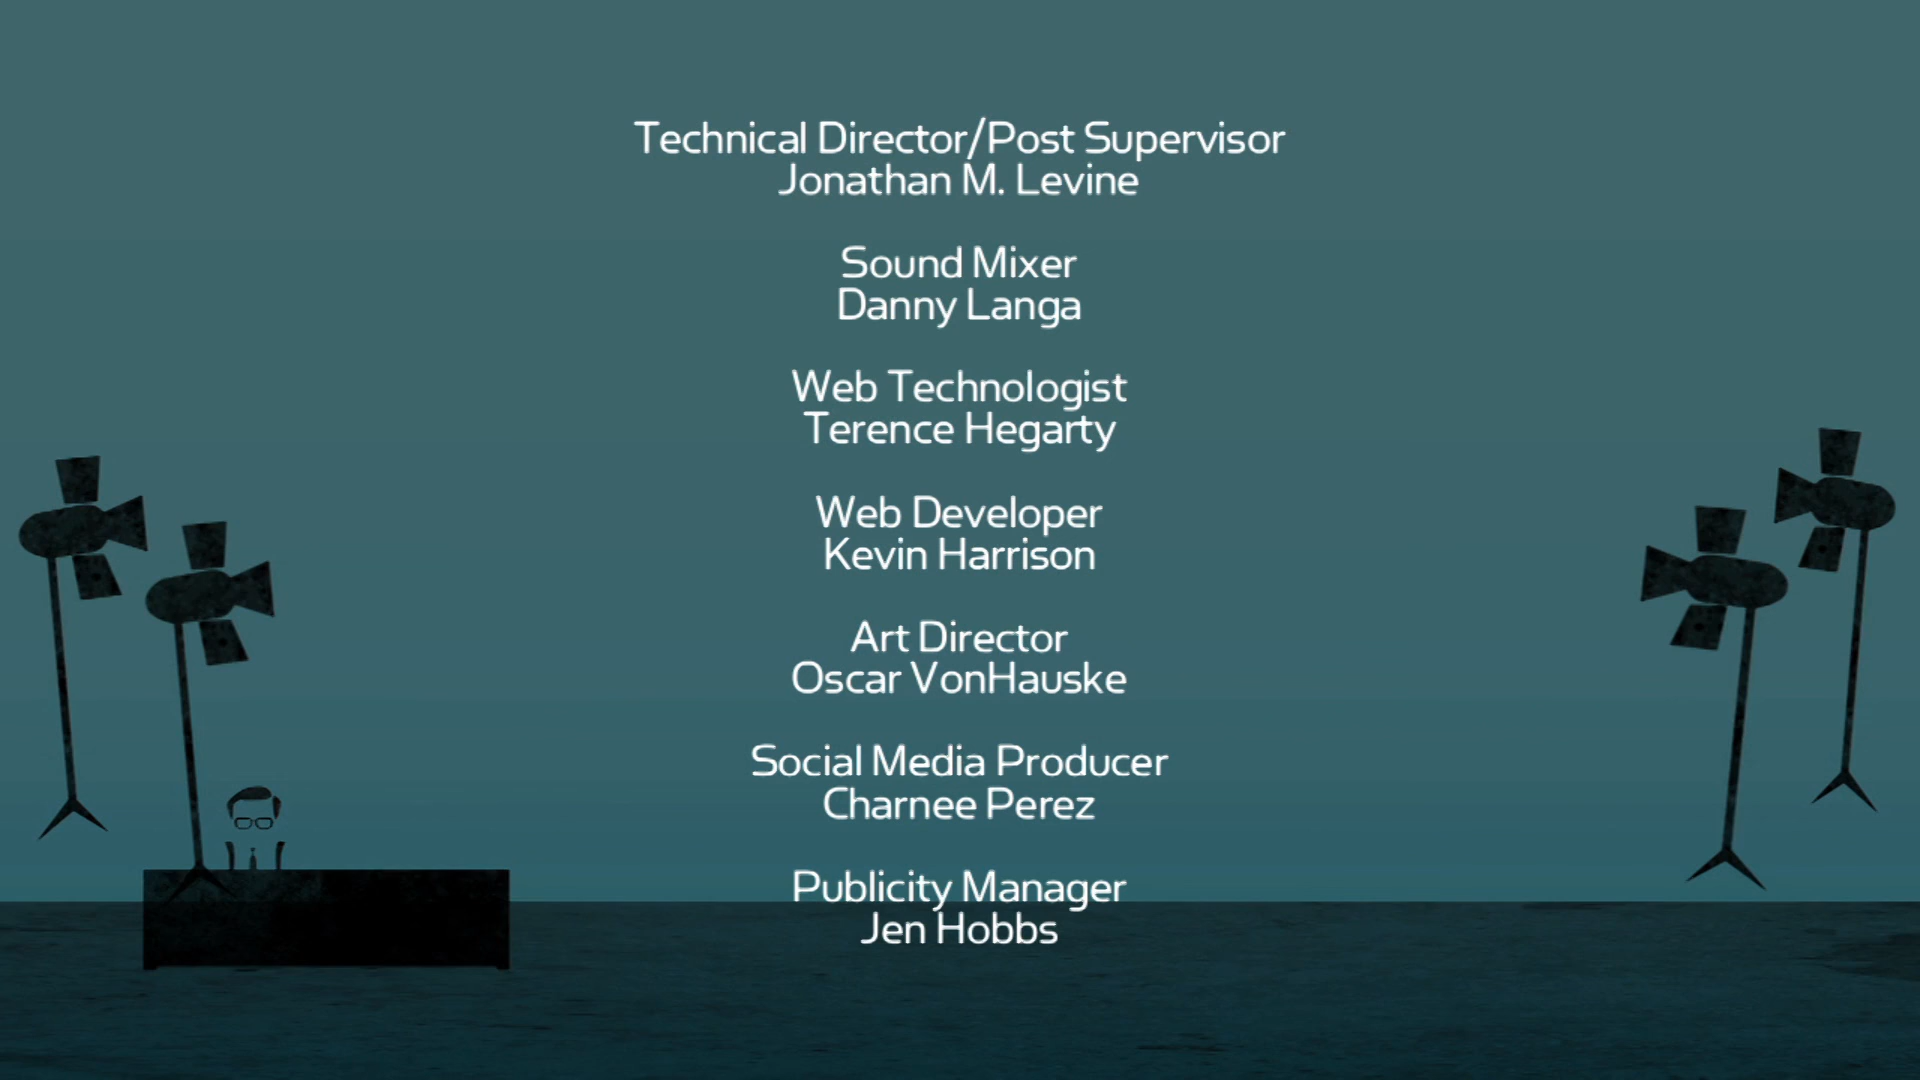 Technical Director/Post Supervisor
Jonathan M. Levine
Sound Mixer
Danny Langa
Web Technologist
Terence Hegarty
Web Developer
Kevin Harrison
Art Director
Oscar VonHauske
Social Media Producer
Charnee Perez
Publicity Manager
Jen Hobbs